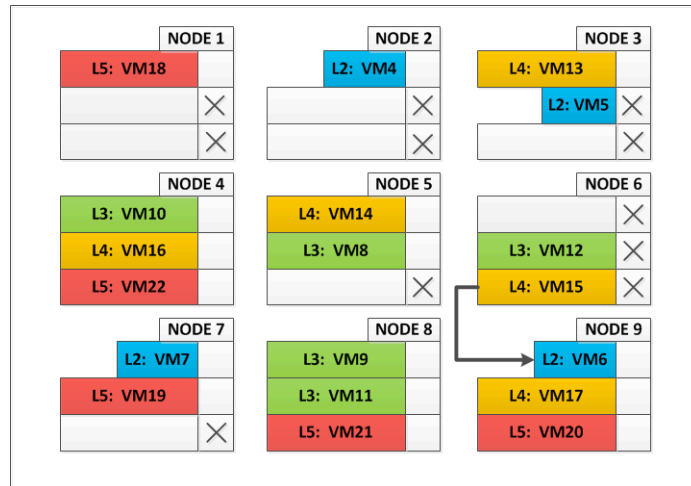 NODE 1
L5: VM18
NODE 2
L2: VM4
NODE 3
L4: VM13
L2: VM5
NODE 4
L3: VM10
L4: VM16
L5: VM22
NODE 5
L4: VM14
L3: VM8
NODE 6
L3: VM12
L4: VM15
NODE 7
L2: VM7
L5: VM19
NODE 8
L3: VM9
L3: VM11
L5: VM21
NODE 9
L2: VM6
L4: VM17
L5: VM20